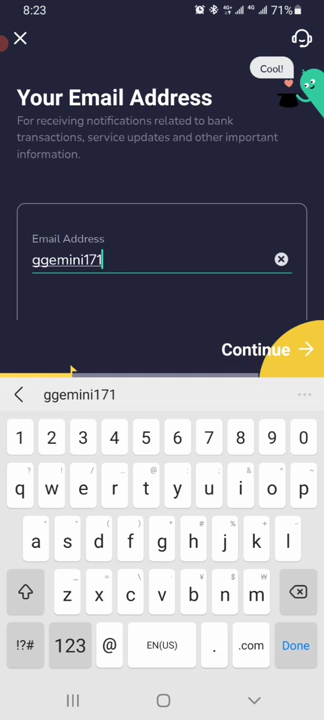 8:23
4G 4G 71%
Cool!
Your Email Address
For receiving notifications related to bank
transactions, service updates and other important
information.
Email Address
ggemini171
Continue →
ggemini171
1 2 3 4 5 6 7 8 9 0
q w e r t y u i o p
a s d f g h j k l
z x c v b n m
!?# 123 @ EN(US) . .com Done